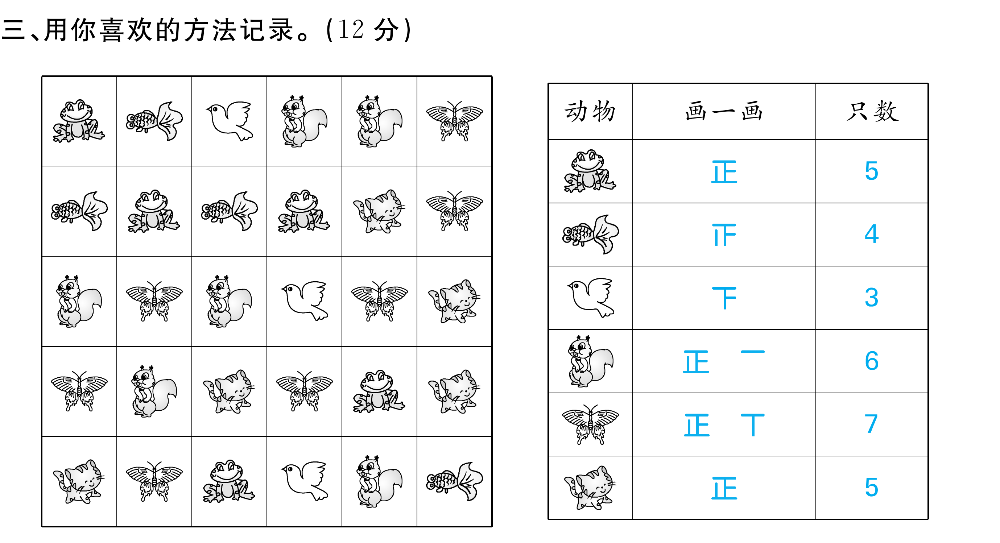 三、用你喜欢的方法记录。(12 分)
动物 画一画 只数
正 5
𤴓 4
下 3
正 一 6
正 丅 7
正 5